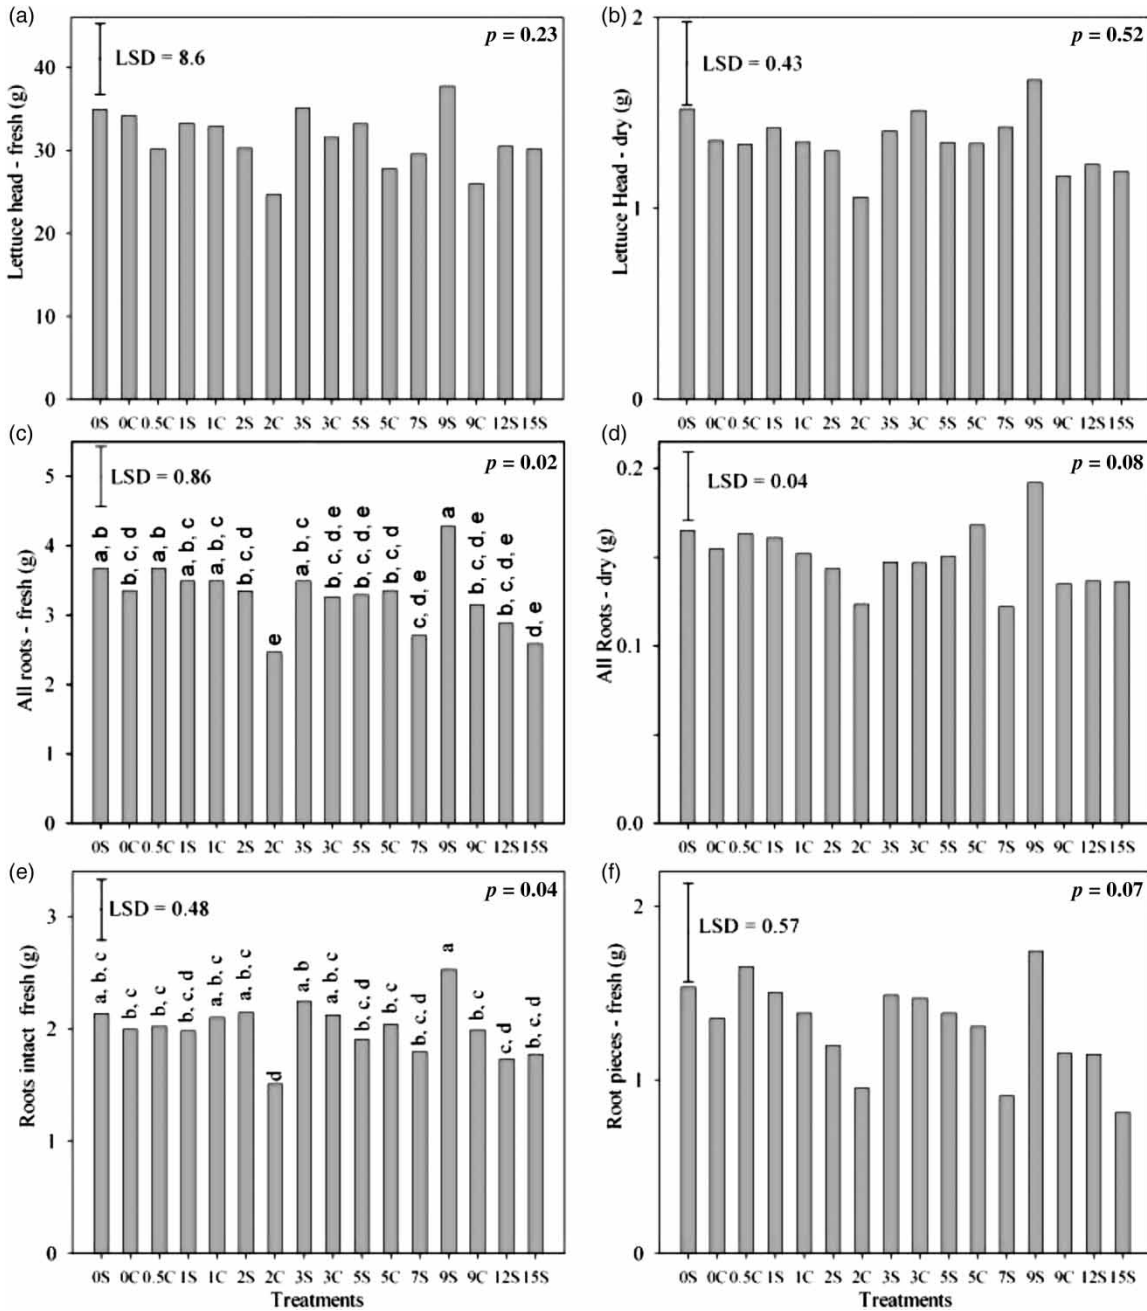 (a)
p = 0.23
LSD = 8.6
Lettuce head - fresh (g)
40
30
20
10
0
0S 0C 0.5C 1S 1C 2S 2C 3S 3C 5S 5C 7S 9S 9C 12S 15S
(b)
p = 0.52
LSD = 0.43
Lettuce Head - dry (g)
2
1
0
0S 0C 0.5C 1S 1C 2S 2C 3S 3C 5S 5C 7S 9S 9C 12S 15S
(c)
p = 0.02
LSD = 0.86
All roots - fresh (g)
5
4
3
2
1
0
a, b
b, c, d
a, b
a, b, c
a, b, c
b, c, d
e
a, b, c
b, c, d, e
b, c, d, e
b, c, d
c, d, e
a
b, c, d, e
b, c, d, e
d, e
0S 0C 0.5C 1S 1C 2S 2C 3S 3C 5S 5C 7S 9S 9C 12S 15S
(d)
p = 0.08
LSD = 0.04
All Roots - dry (g)
0.2
0.1
0.0
0S 0C 0.5C 1S 1C 2S 2C 3S 3C 5S 5C 7S 9S 9C 12S 15S
(e)
p = 0.04
LSD = 0.48
Roots intact fresh (g)
3
2
1
0
a, b, c
b, c
b, c
b, c, d
a, b, c
a, b, c
d
a, b
a, b, c
b, c, d
b, c
b, c, d
a
b, c
c, d
b, c, d
0S 0C 0.5C 1S 1C 2S 2C 3S 3C 5S 5C 7S 9S 9C 12S 15S
Treatments
(f)
p = 0.07
LSD = 0.57
Root pieces - fresh (g)
2
1
0
0S 0C 0.5C 1S 1C 2S 2C 3S 3C 5S 5C 7S 9S 9C 12S 15S
Treatments